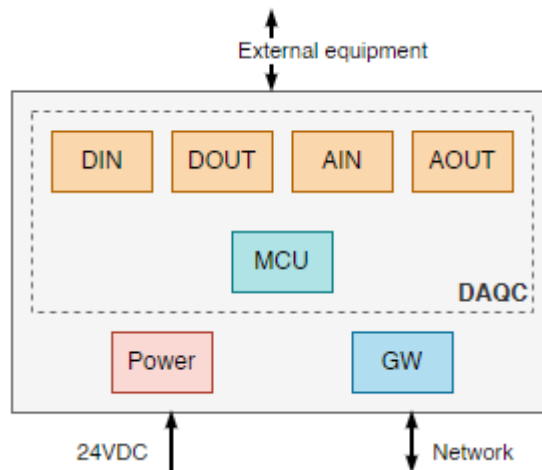 External equipment
DIN DOUT AIN AOUT
MCU
DAQC
Power GW
24VDC Network